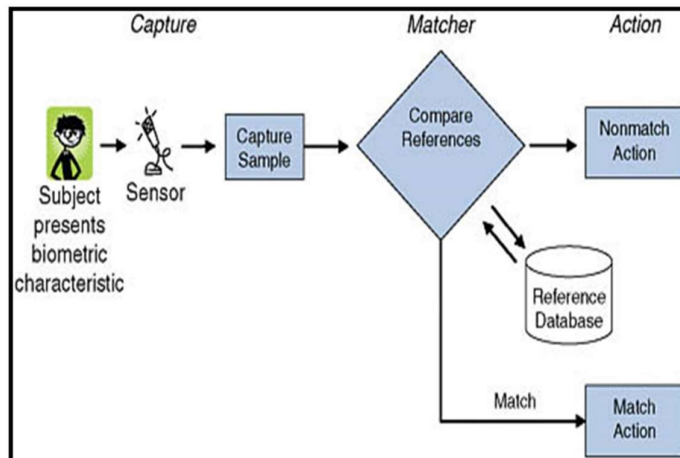 Capture
Matcher
Action
Subject
presents
biometric
characteristic
Sensor
Capture
Sample
Compare
References
Nonmatch
Action
Reference
Database
Match
Match
Action